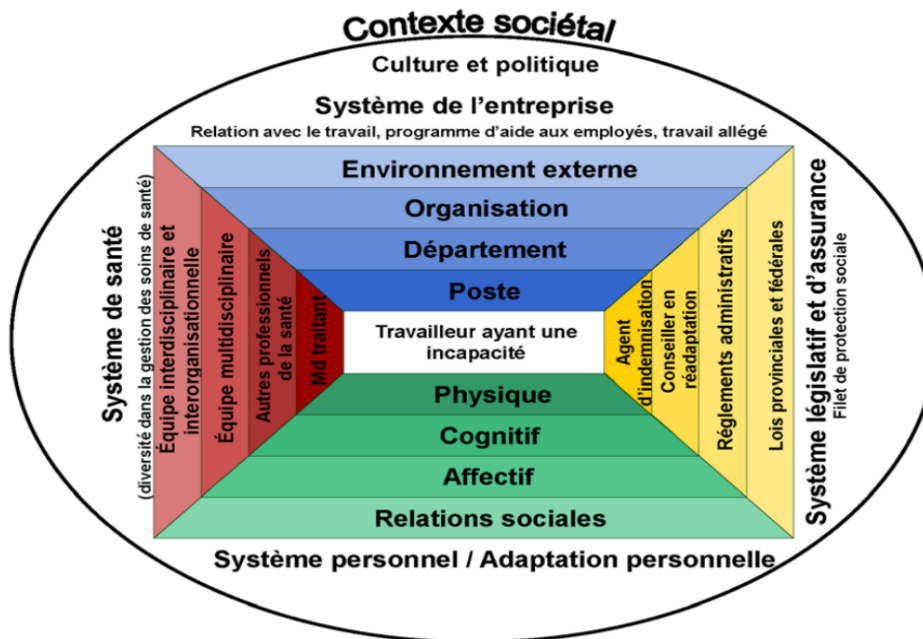 Contexte sociétal
Culture et politique
Système de l'entreprise
Relation avec le travail, programme d'aide aux employés, travail allégé
Environnement externe
Organisation
Département
Poste
Système de santé
(diversité dans la gestion des soins de santé)
Équipe interdisciplinaire et
interorganisationnelle
Équipe multidisciplinaire
Autres professionnels
de la santé
Md traitant
Travailleur ayant une
incapacité
Agent
d'indemnisation
Conseiller en
réadaptation
Réglements administratifs
Lois provinciales et fédérales
Système législatif et d'assurance
Filet de protection sociale
Physique
Cognitif
Affectif
Relations sociales
Système personnel / Adaptation personnelle